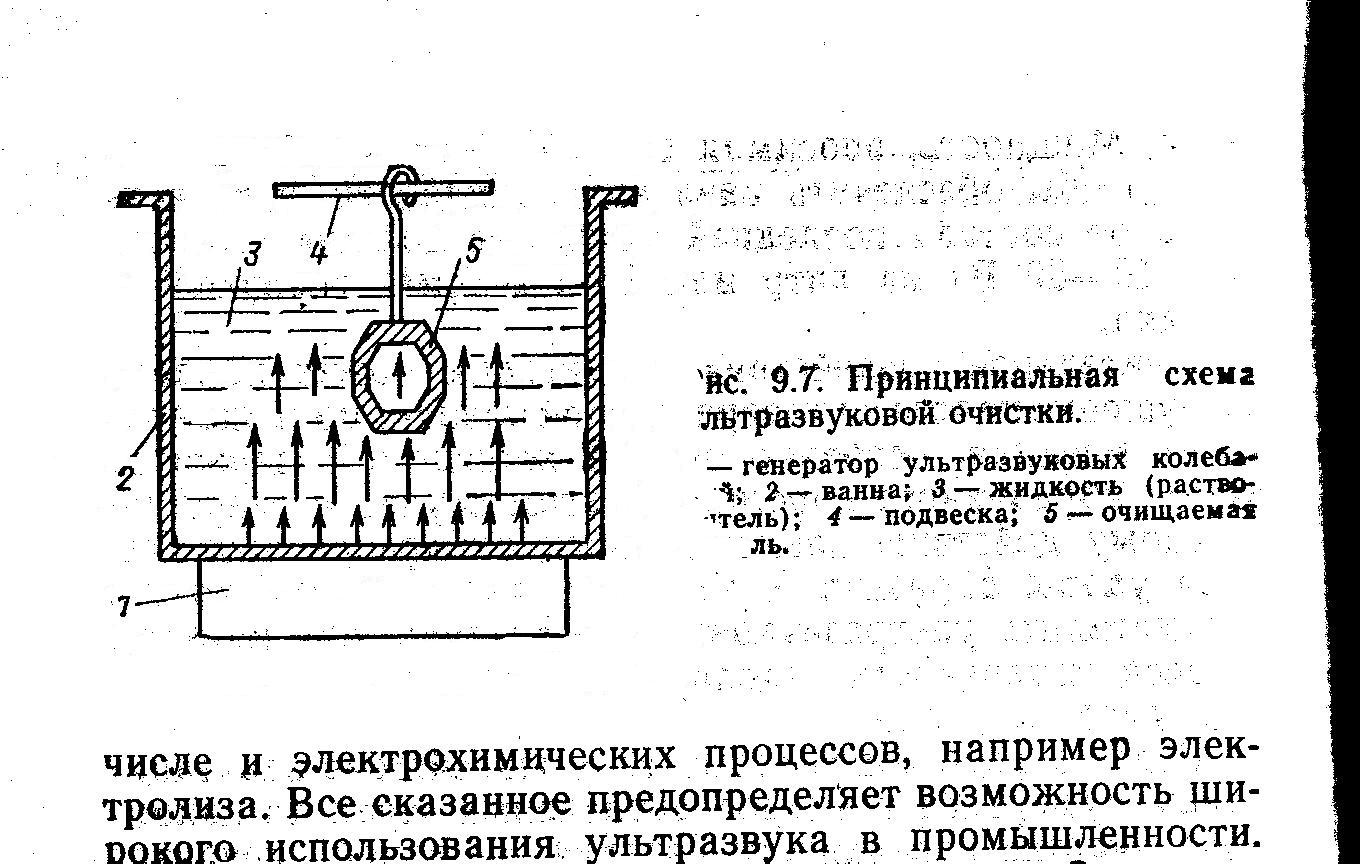 3
4
5
2
1
ис. 9.7. Принципиальная схема
льтразвуковой очистки.
— генератор ультразвуковых колеба-
й; 2 — ванна; 3 — жидкость (раство-
тель); 4 — подвеска; 5 — очищаемая
ль.
числе и электрохимических процессов, например элек-
тролиза. Все сказанное предопределяет возможность ши-
рокого использования ультразвука в промышленности.